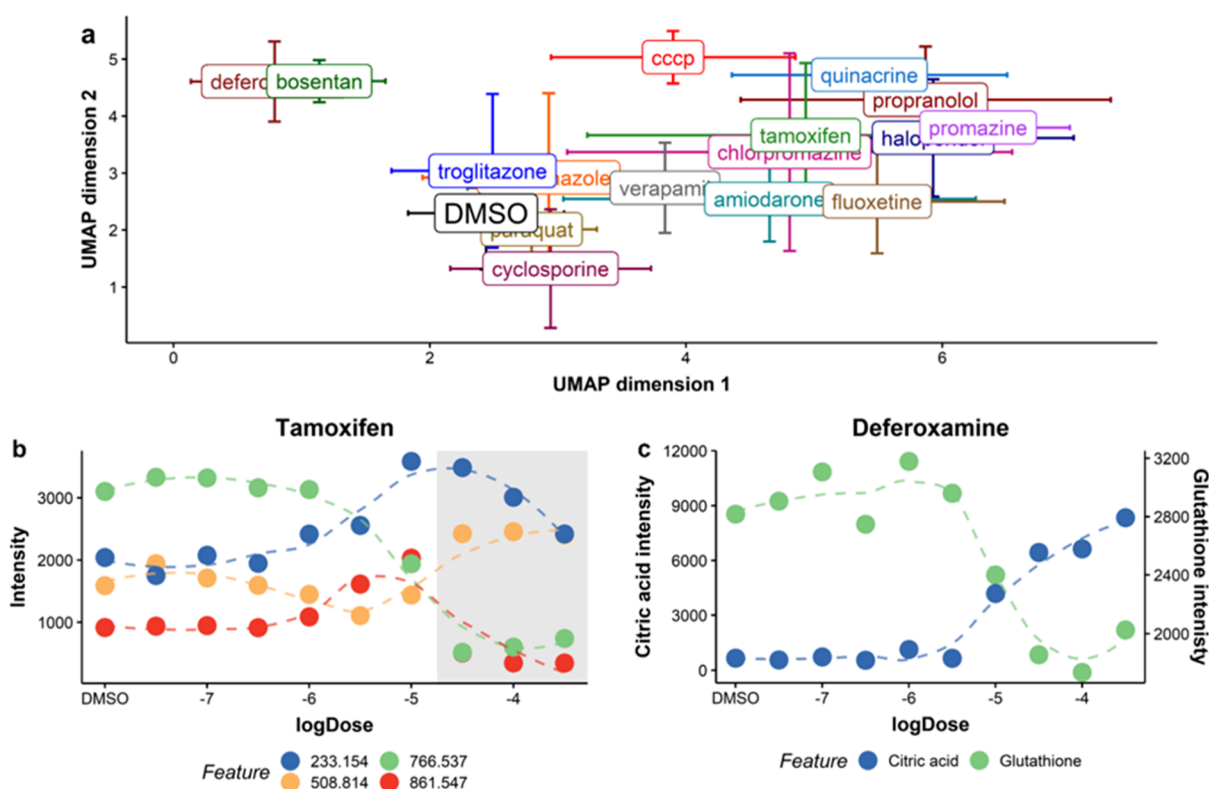 a
UMAP dimension 2
5
4
3
2
1
cccp
quinacrine
bosentan
propranolol
promazine
tamoxifen
chlorpromazine
troglitazone
verapamil
amiodarone
fluoxetine
DMSO
paraquat
cyclosporine
0 2 4 6
UMAP dimension 1
b
Tamoxifen
Intensity
3000
2000
1000
DMSO -7 -6 -5 -4
logDose
Feature
233.154 766.537
508.814 861.547
c
Deferoxamine
Citric acid intensity
12000
9000
6000
3000
0
3200
2800
2400
2000
Glutathione intenisty
DMSO -7 -6 -5 -4
logDose
Feature Citric acid Glutathione